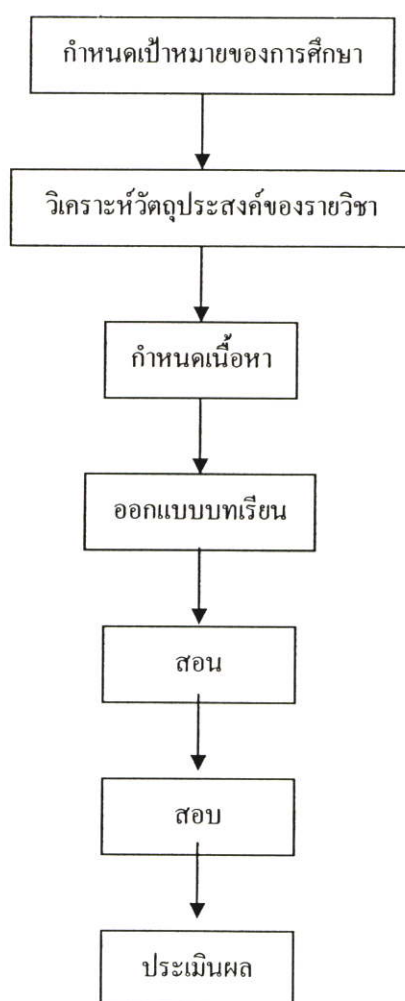 กำหนดเป้าหมายของการศึกษา
วิเคราะห์วัตถุประสงค์ของรายวิชา
กำหนดเนื้อหา
ออกแบบบทเรียน
สอน
สอบ
ประเมินผล